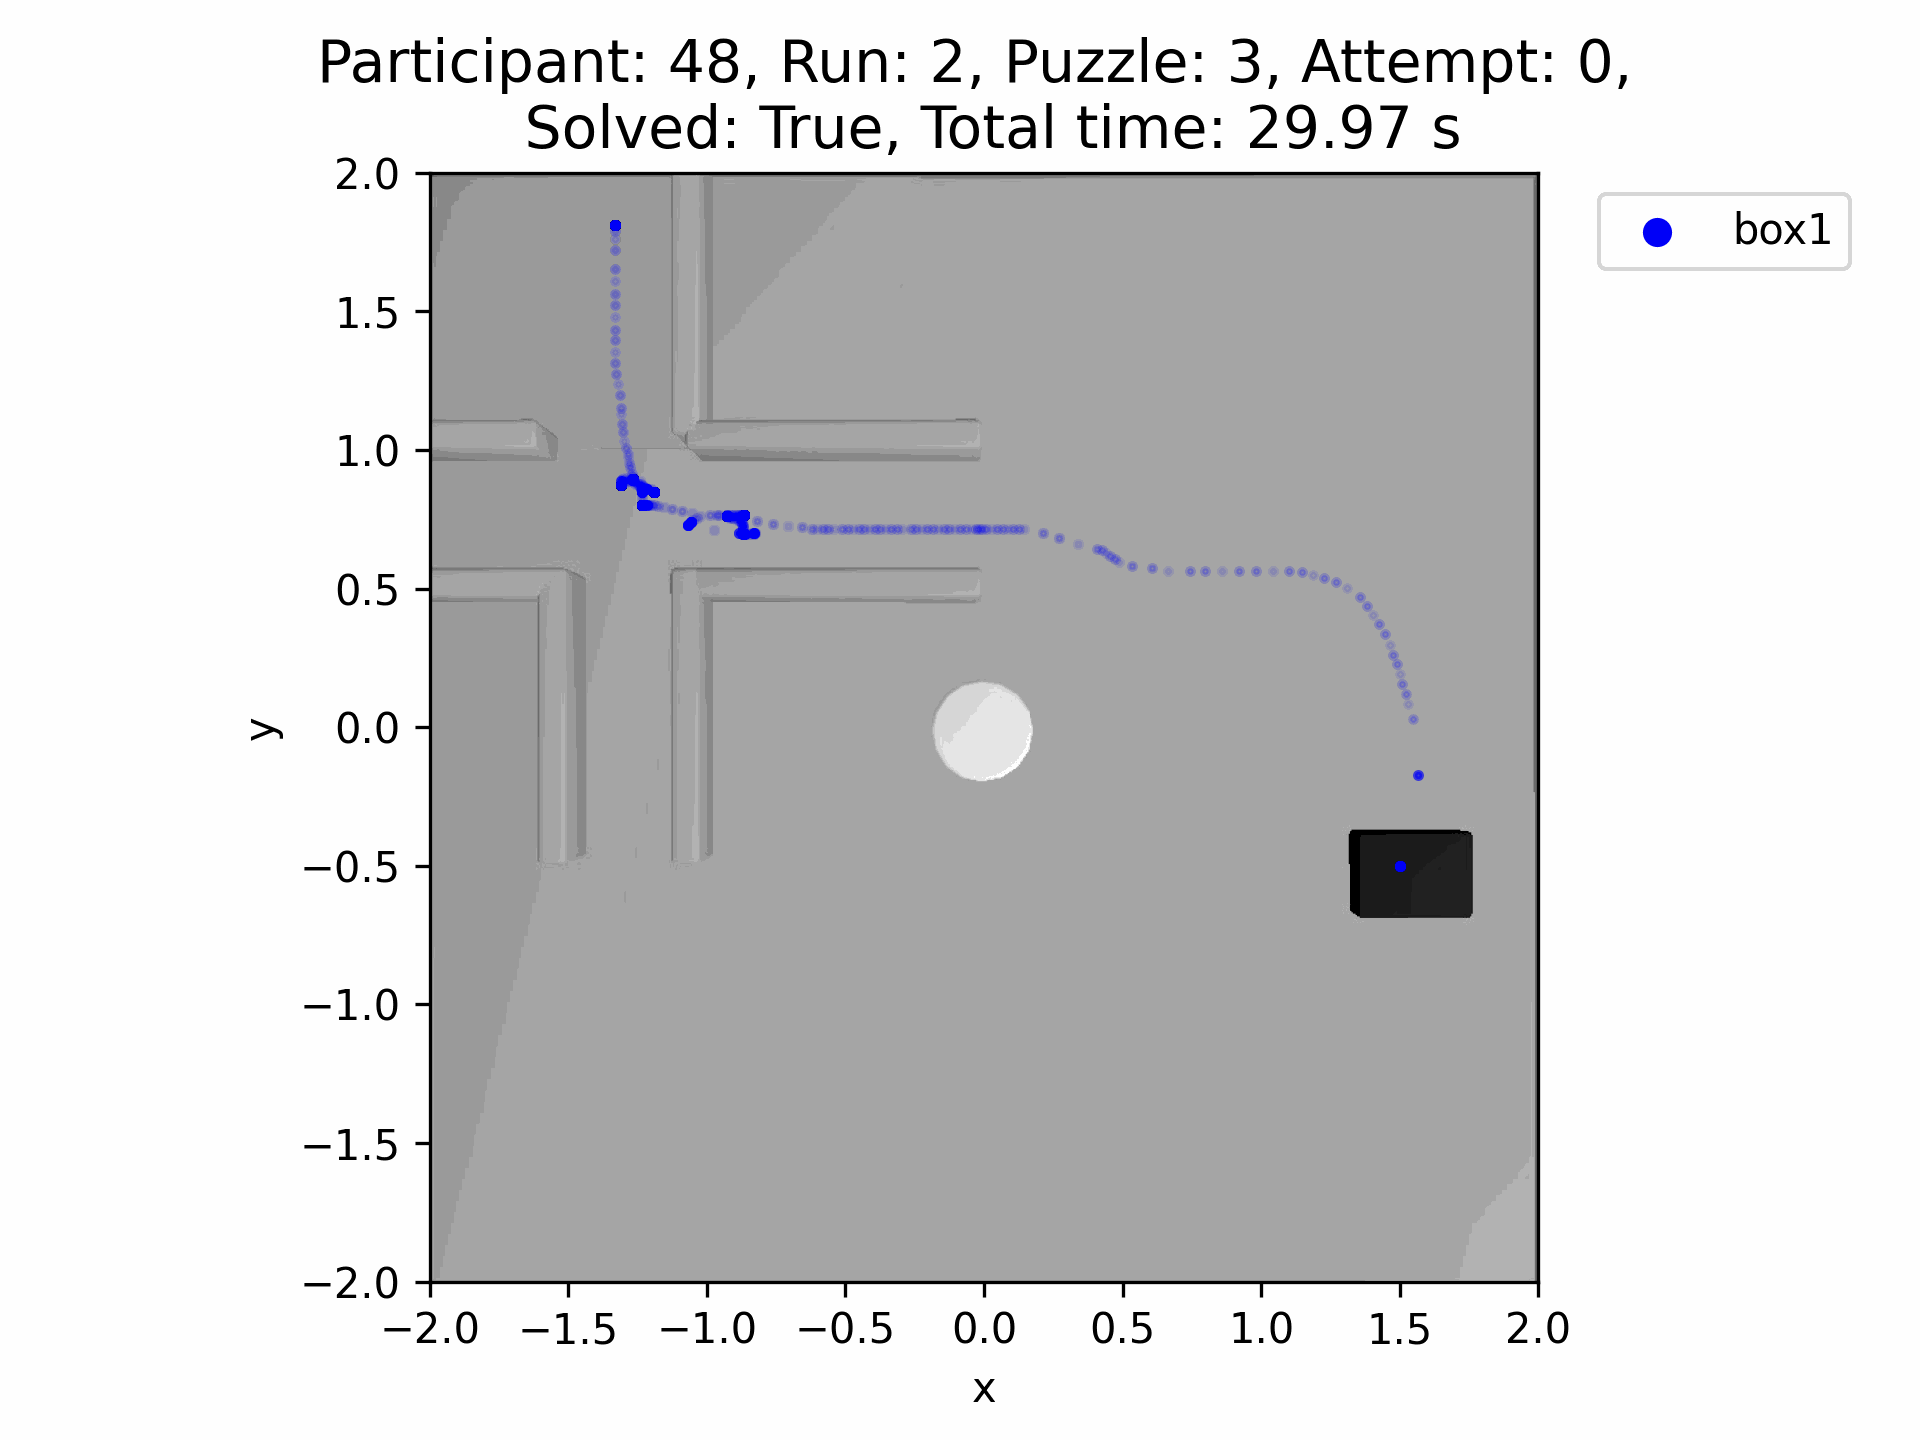 Participant: 48, Run: 2, Puzzle: 3, Attempt: 0,
Solved: True, Total time: 29.97 s
box1
2.0
1.5
1.0
0.5
0.0
−0.5
−1.0
−1.5
−2.0
y
−2.0 −1.5 −1.0 −0.5 0.0 0.5 1.0 1.5 2.0
x